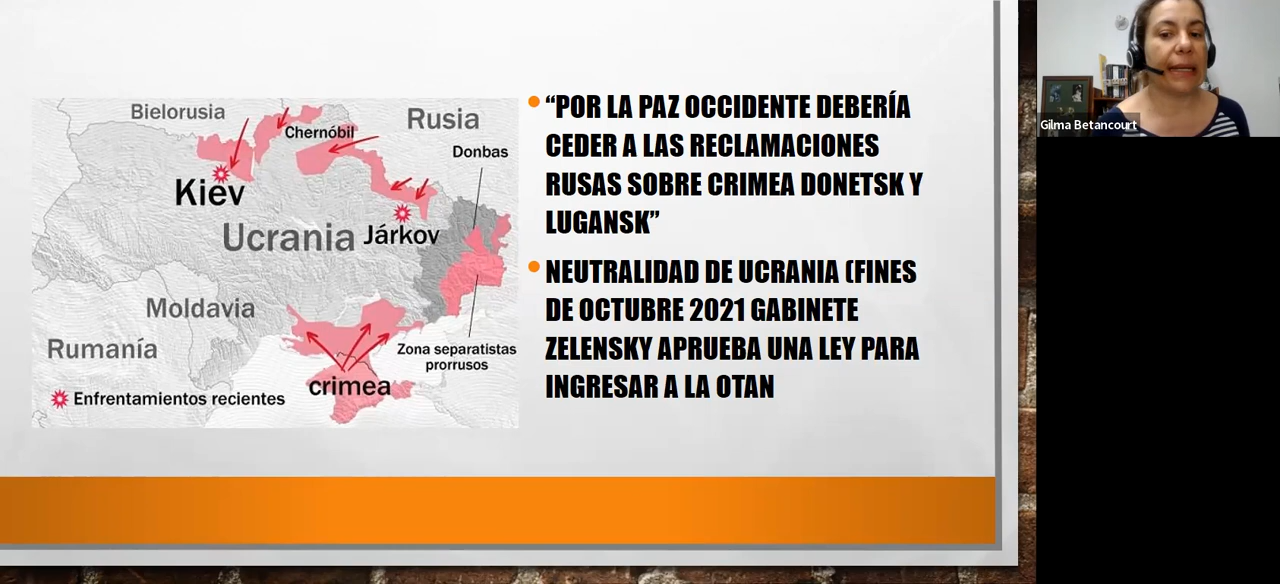 Bielorusia
Chernóbil
Rusia
Donbas
Kiev
Ucrania
Járkov
Moldavia
Rumanía
Zona separatistas
prorrusos
crimea
Enfrentamientos recientes
“POR LA PAZ OCCIDENTE DEBERÍA
CEDER A LAS RECLAMACIONES
RUSAS SOBRE CRIMEA DONETSK Y
LUGANSK”
NEUTRALIDAD DE UCRANIA (FINES
DE OCTUBRE 2021 GABINETE
ZELENSKY APRUEBA UNA LEY PARA
INGRESAR A LA OTAN
Gilma Betancourt